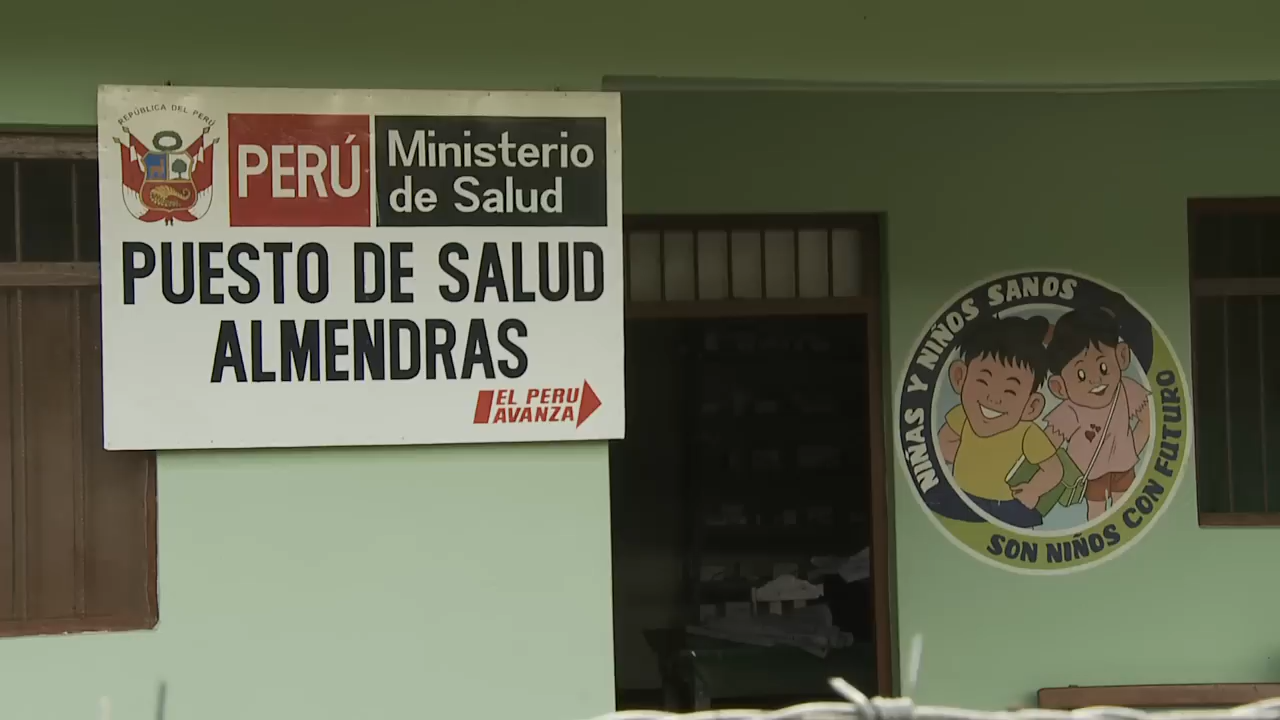 REPÚBLICA DEL PERÚ
PERÚ
Ministerio
de Salud
PUESTO DE SALUD
ALMENDRAS
EL PERU
AVANZA
NIÑAS Y NIÑOS SANOS
SON NIÑOS CON FUTURO